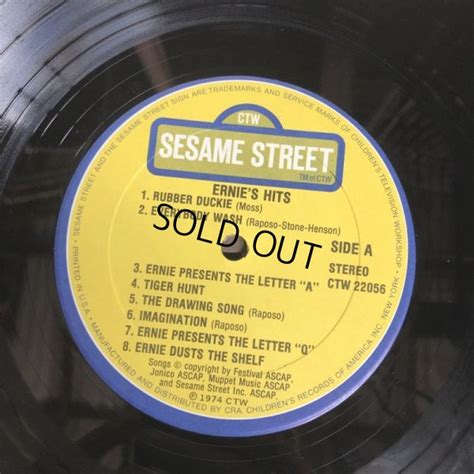 CTW
SESAME STREET
TM of CTW
SESAME STREET AND THE SESAME STREET SIGN ARE TRADEMARKS AND SERVICE MARKS OF CHILDREN'S TELEVISION WORKSHOP.
ERNIE'S HITS
1. RUBBER DUCKIE (Moss)
2. EVERYBODY WASH (Raposo-Stone-Henson)
SOLD OUT
SIDE A
STEREO
CTW 22056
3. ERNIE PRESENTS THE LETTER "A"
4. TIGER HUNT
5. THE DRAWING SONG (Raposo)
6. IMAGINATION (Raposo)
7. ERNIE PRESENTS THE LETTER "Q"
8. ERNIE DUSTS THE SHELF
Songs © copyright by Festival ASCAP,
Jonico ASCAP, Muppet Music ASCAP
and Sesame Street Inc. ASCAP.
℗ 1974 CTW
• PRINTED IN U.S.A. • MANUFACTURED AND DISTRIBUTED BY CRA. CHILDREN'S RECORDS OF AMERICA INC. NEW YORK. •